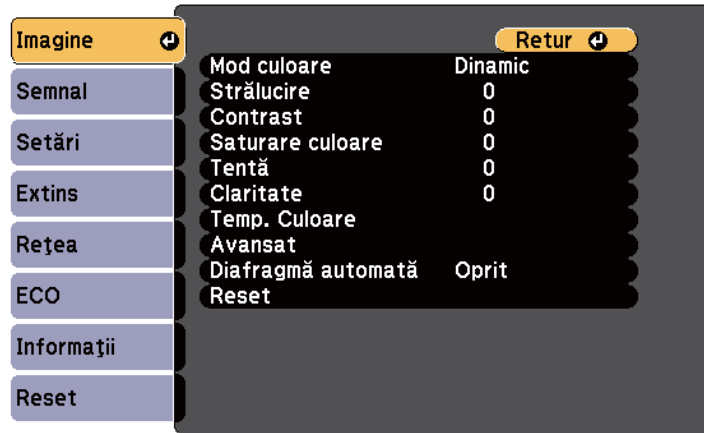 Imagine
Semnal
Setări
Extins
Reţea
ECO
Informaţii
Reset
Retur
Mod culoare Dinamic
Strălucire 0
Contrast 0
Saturare culoare 0
Tentă 0
Claritate 0
Temp. Culoare
Avansat
Diafragmă automată Oprit
Reset